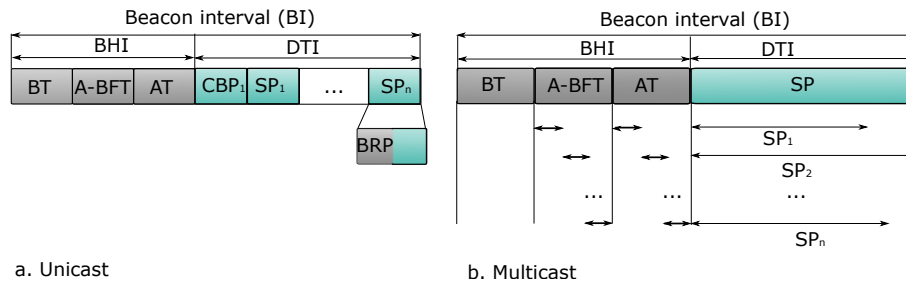 Beacon interval (BI)
BHI
DTI
BT
A-BFT
AT
CBP₁
SP₁
...
SPₙ
BRP
a. Unicast
Beacon interval (BI)
BHI
DTI
BT
A-BFT
AT
SP
SP₁
SP₂
...
...
...
SPₙ
b. Multicast